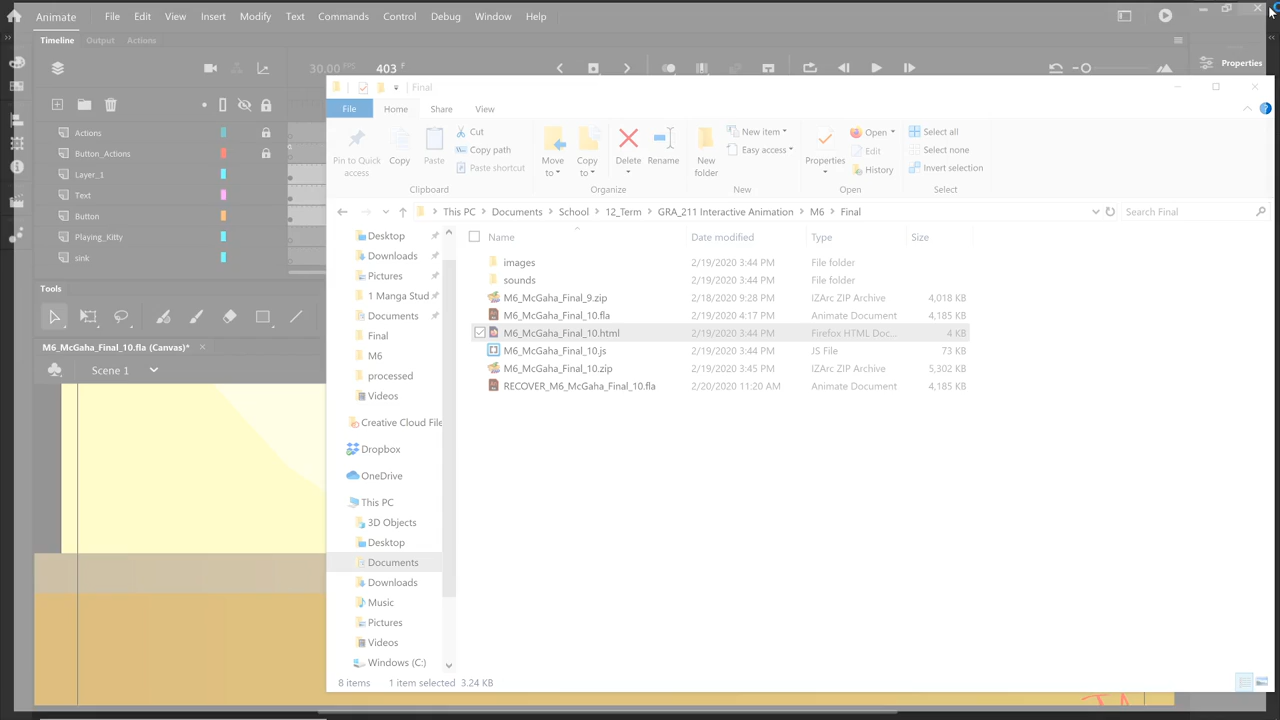 Animate File Edit View Insert Modify Text Commands Control Debug Window Help
Timeline Output Actions
30.00 FPS 403 F
Properties
Actions
Button_Actions
Layer_1
Text
Button
Playing_Kitty
sink
Tools
M6_McGaha_Final_10.fla (Canvas)*
Scene 1
Final
File Home Share View
Pin to Quick access
Copy
Paste
Cut
Copy path
Paste shortcut
Clipboard
Move to
Copy to
Delete
Rename
Organize
New folder
New item
Easy access
New
Properties
Open
Edit
History
Open
Select all
Select none
Invert selection
Select
This PC Documents School 12_Term GRA_211 Interactive Animation M6 Final
Search Final
Desktop
Downloads
Pictures
1 Manga Stud
Documents
Final
M6
processed
Videos
Creative Cloud File
Dropbox
OneDrive
This PC
3D Objects
Desktop
Documents
Downloads
Music
Pictures
Videos
Windows (C:)
Name Date modified Type Size
images 2/19/2020 3:44 PM File folder
sounds 2/19/2020 3:44 PM File folder
M6_McGaha_Final_9.zip 2/18/2020 9:28 PM IZArc ZIP Archive 4,018 KB
M6_McGaha_Final_10.fla 2/19/2020 4:17 PM Animate Document 4,185 KB
M6_McGaha_Final_10.html 2/19/2020 3:44 PM Firefox HTML Doc... 4 KB
M6_McGaha_Final_10.js 2/19/2020 3:44 PM JS File 73 KB
M6_McGaha_Final_10.zip 2/19/2020 3:45 PM IZArc ZIP Archive 5,302 KB
RECOVER_M6_McGaha_Final_10.fla 2/20/2020 11:20 AM Animate Document 4,185 KB
8 items 1 item selected 3.24 KB